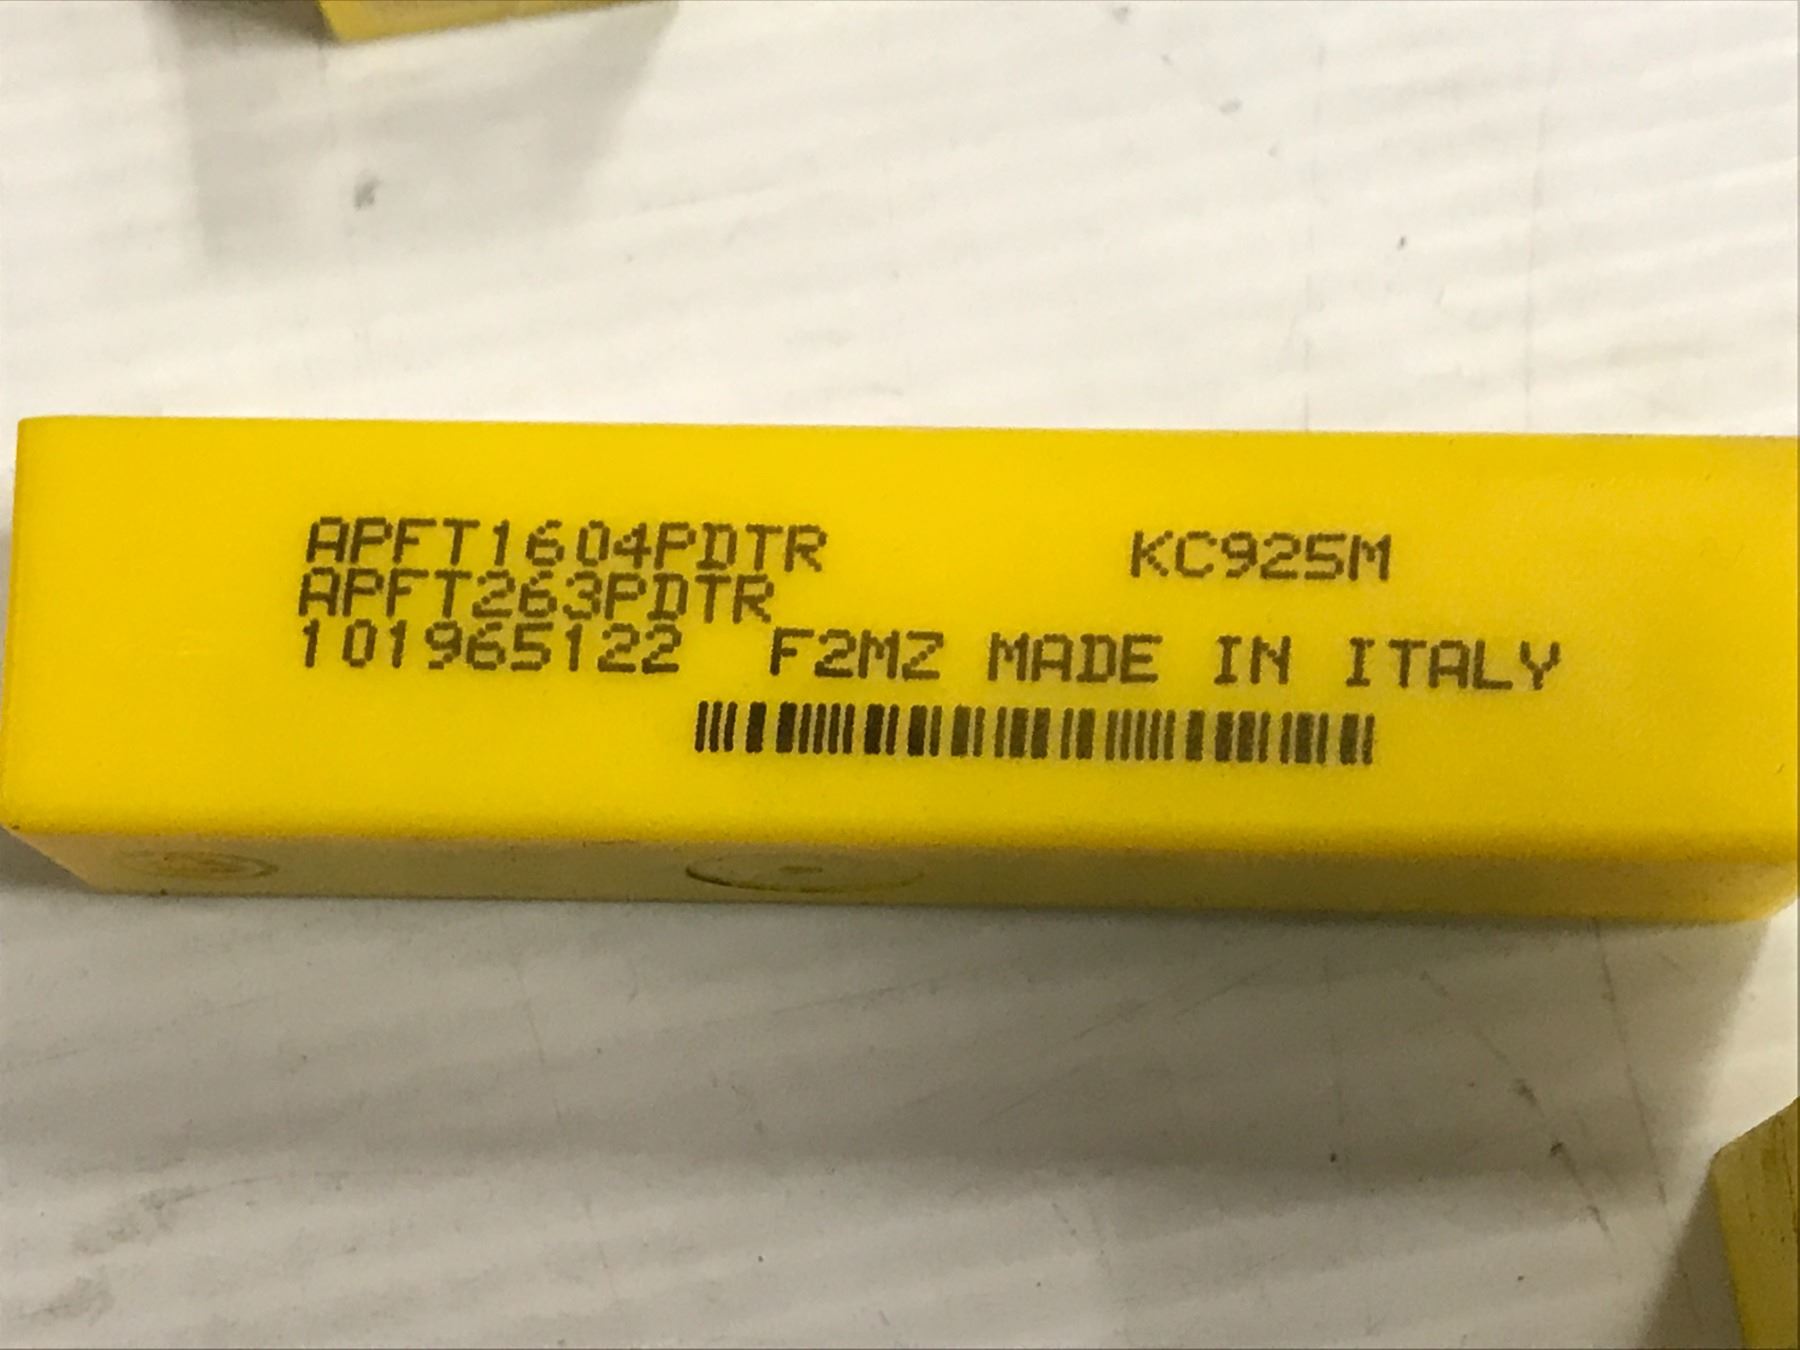 APFT1604PDTR KC925M
APFT263PDTR
101965122 F2MZ MADE IN ITALY